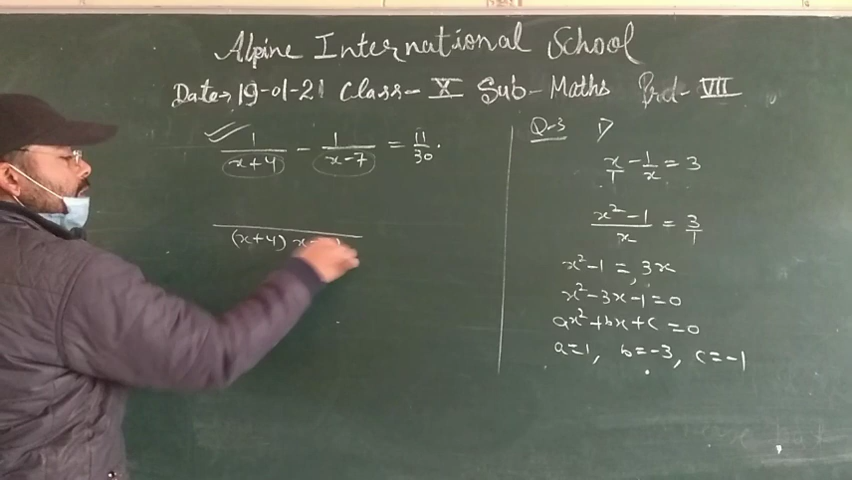 Alpine International School
Date→19-01-21 Class- X Sub- Maths Prd- VII
1/(x+4) - 1/(x-7) = 11/30.
(x+4) x
Q-3 1)
x/1 - 1/x = 3
(x²-1)/x = 3/1
x²-1 = 3x
x²-3x-1=0
ax²+bx+c=0
a=1, b=-3, c=-1